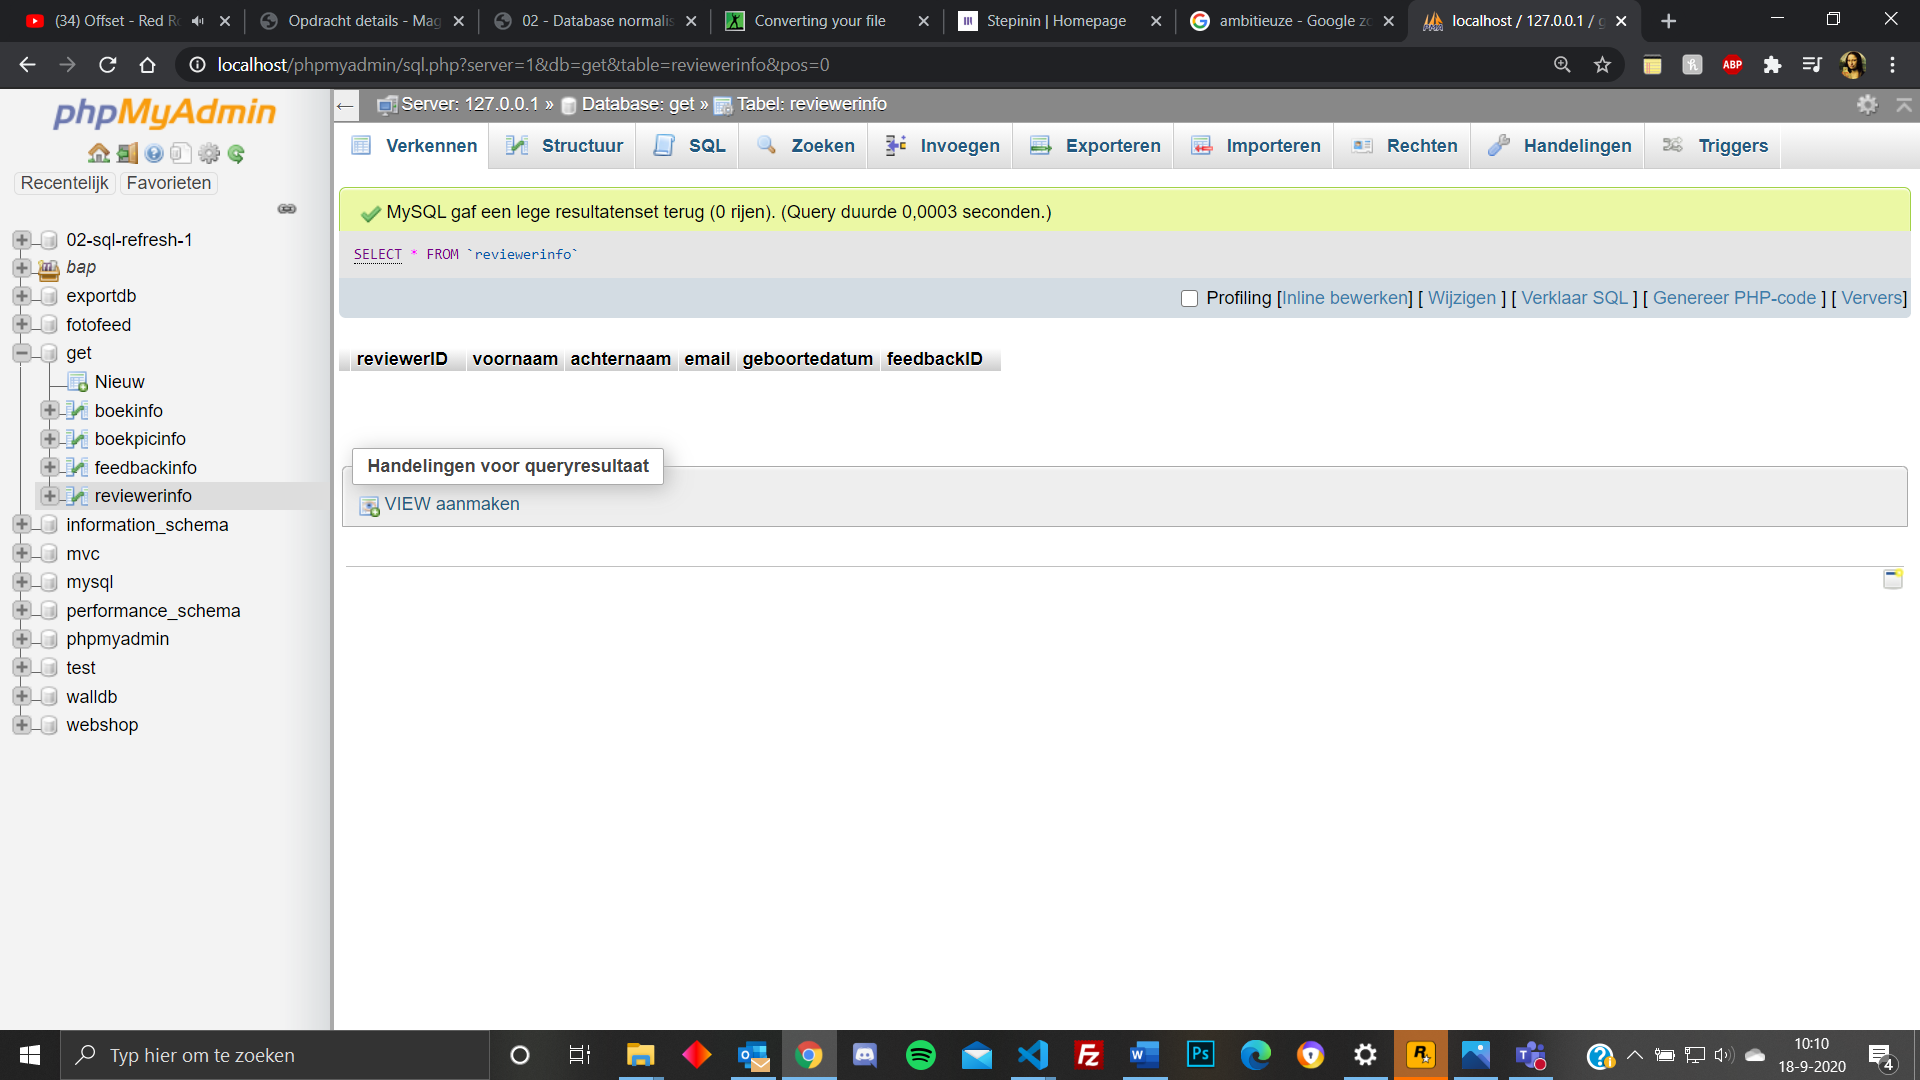 (34) Offset - Red R
Opdracht details - Mag
02 - Database normalis
Converting your file
Stepinin | Homepage
ambitieuze - Google zo
localhost / 127.0.0.1 / g
localhost/phpmyadmin/sql.php?server=1&db=get&table=reviewerinfo&pos=0
ABP
phpMyAdmin
Recentelijk
Favorieten
02-sql-refresh-1
bap
exportdb
fotofeed
get
Nieuw
boekinfo
boekpicinfo
feedbackinfo
reviewerinfo
information_schema
mvc
mysql
performance_schema
phpmyadmin
test
walldb
webshop
Server: 127.0.0.1 » Database: get » Tabel: reviewerinfo
Verkennen
Structuur
SQL
Zoeken
Invoegen
Exporteren
Importeren
Rechten
Handelingen
Triggers
MySQL gaf een lege resultatenset terug (0 rijen). (Query duurde 0,0003 seconden.)
SELECT * FROM `reviewerinfo`
Profiling [Inline bewerken] [ Wijzigen ] [ Verklaar SQL ] [ Genereer PHP-code ] [ Ververs]
reviewerID voornaam achternaam email geboortedatum feedbackID
Handelingen voor queryresultaat
VIEW aanmaken
Typ hier om te zoeken
10:10
18-9-2020
4